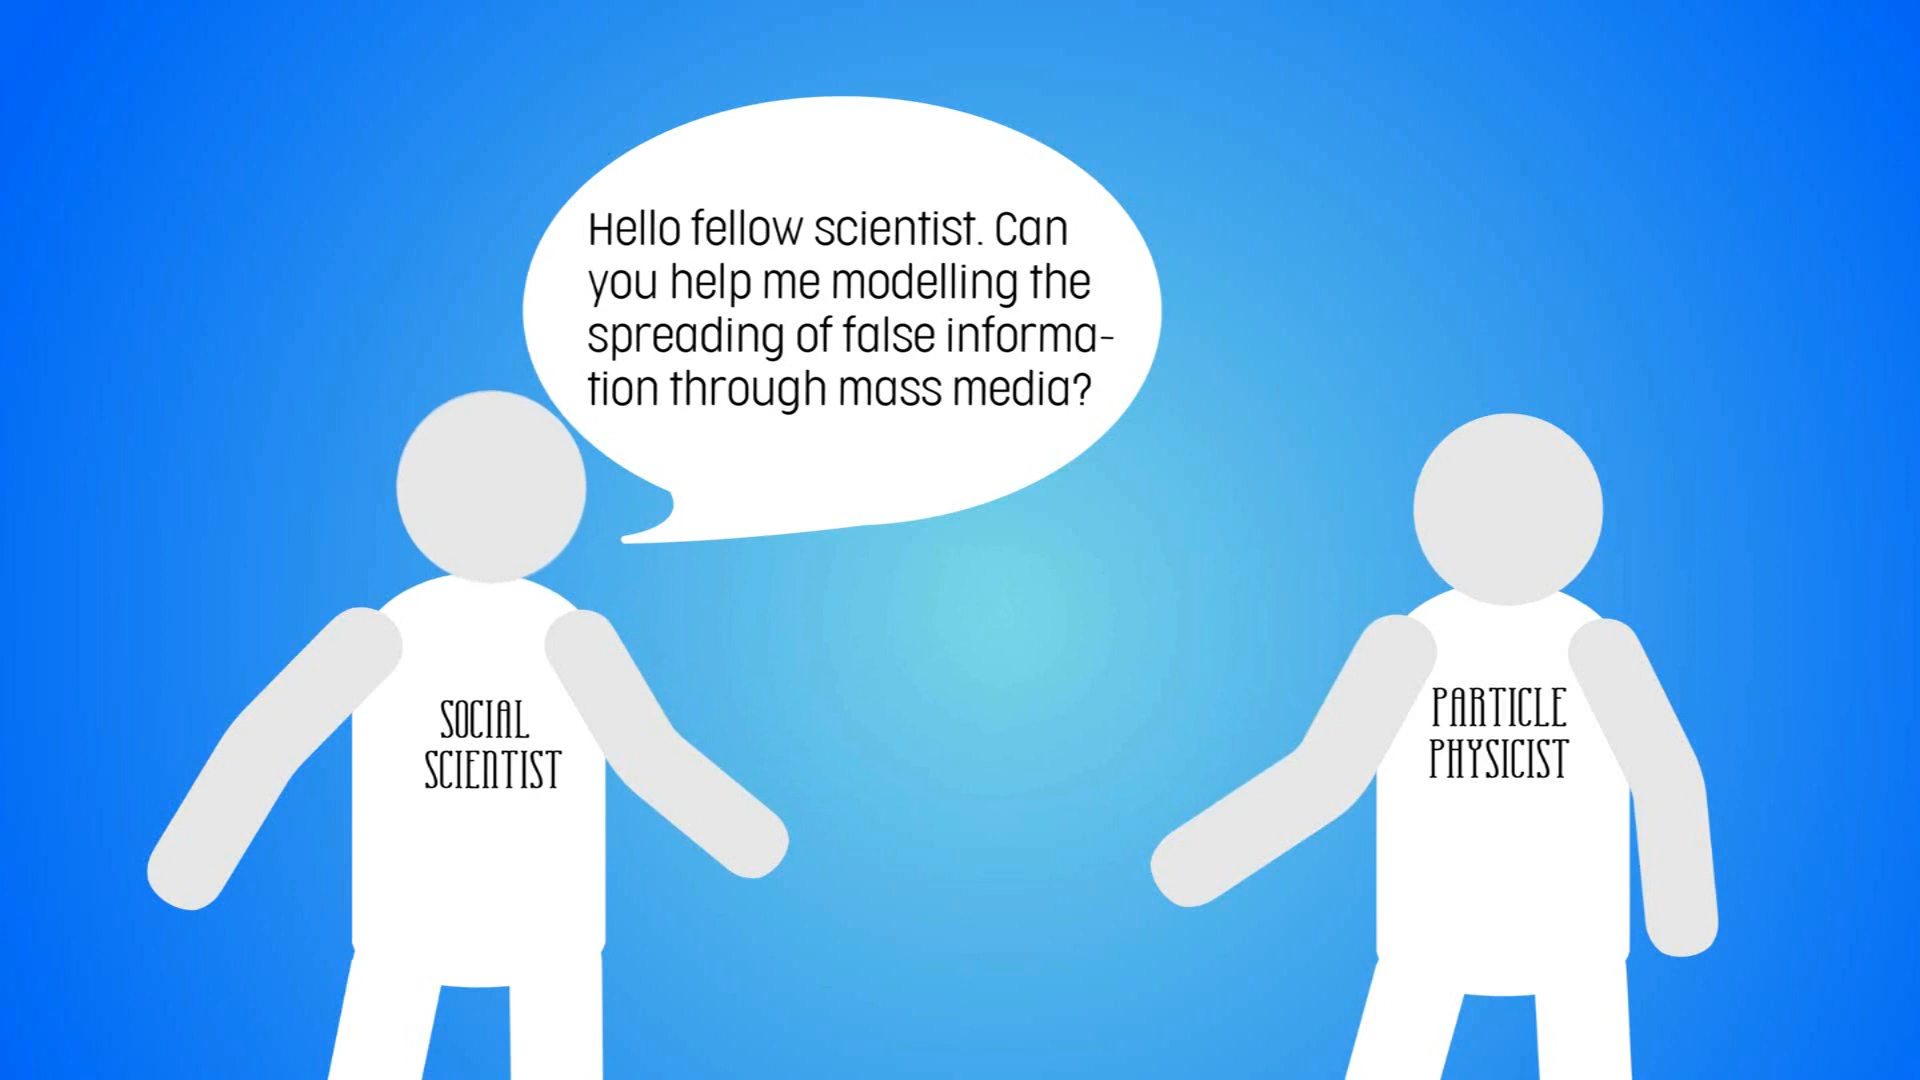 Hello fellow scientist. Can
you help me modelling the
spreading of false informa-
tion through mass media?
SOCIAL
SCIENTIST
PARTICLE
PHYSICIST